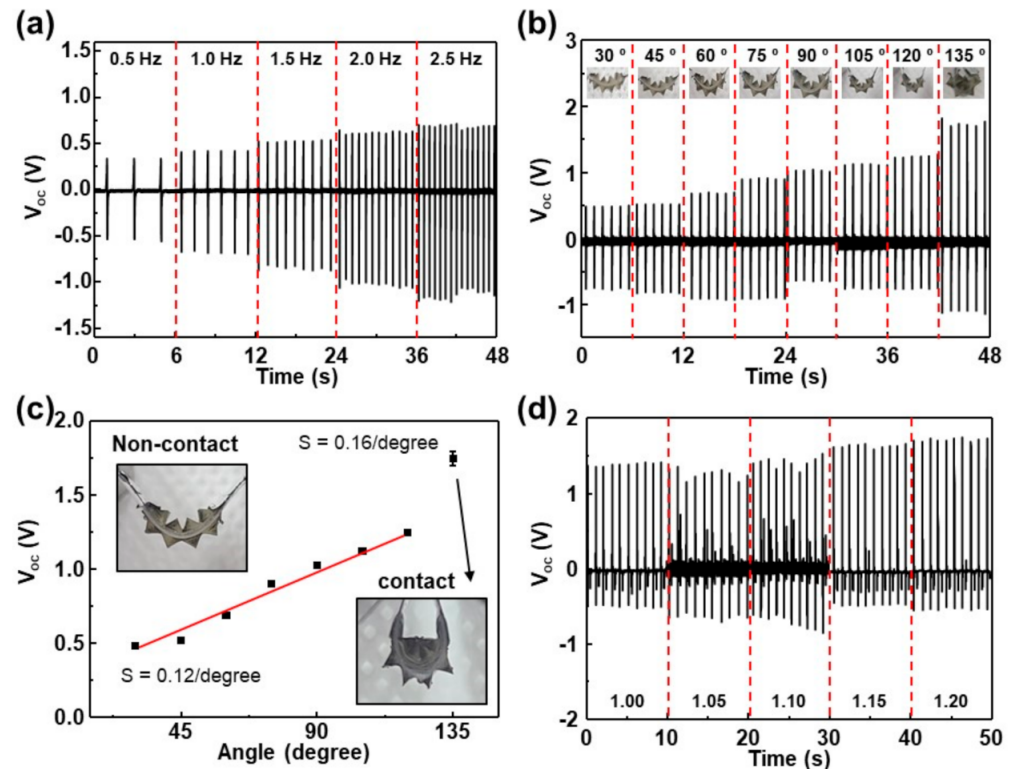 (a)
0.5 Hz 1.0 Hz 1.5 Hz 2.0 Hz 2.5 Hz
1.5
1.0
0.5
0.0
-0.5
-1.0
-1.5
Voc (V)
0 6 12 24 36 48
Time (s)
(b)
30 º 45 º 60 º 75 º 90 º 105 º 120 º 135 º
3
2
1
0
-1
Voc (V)
0 12 24 36 48
Time (s)
(c)
Non-contact
S = 0.16/degree
contact
S = 0.12/degree
2.0
1.5
1.0
0.5
0.0
Voc (V)
45 90 135
Angle (degree)
(d)
2
1
0
-1
-2
Voc (V)
1.00 1.05 1.10 1.15 1.20
0 10 20 30 40 50
Time (s)